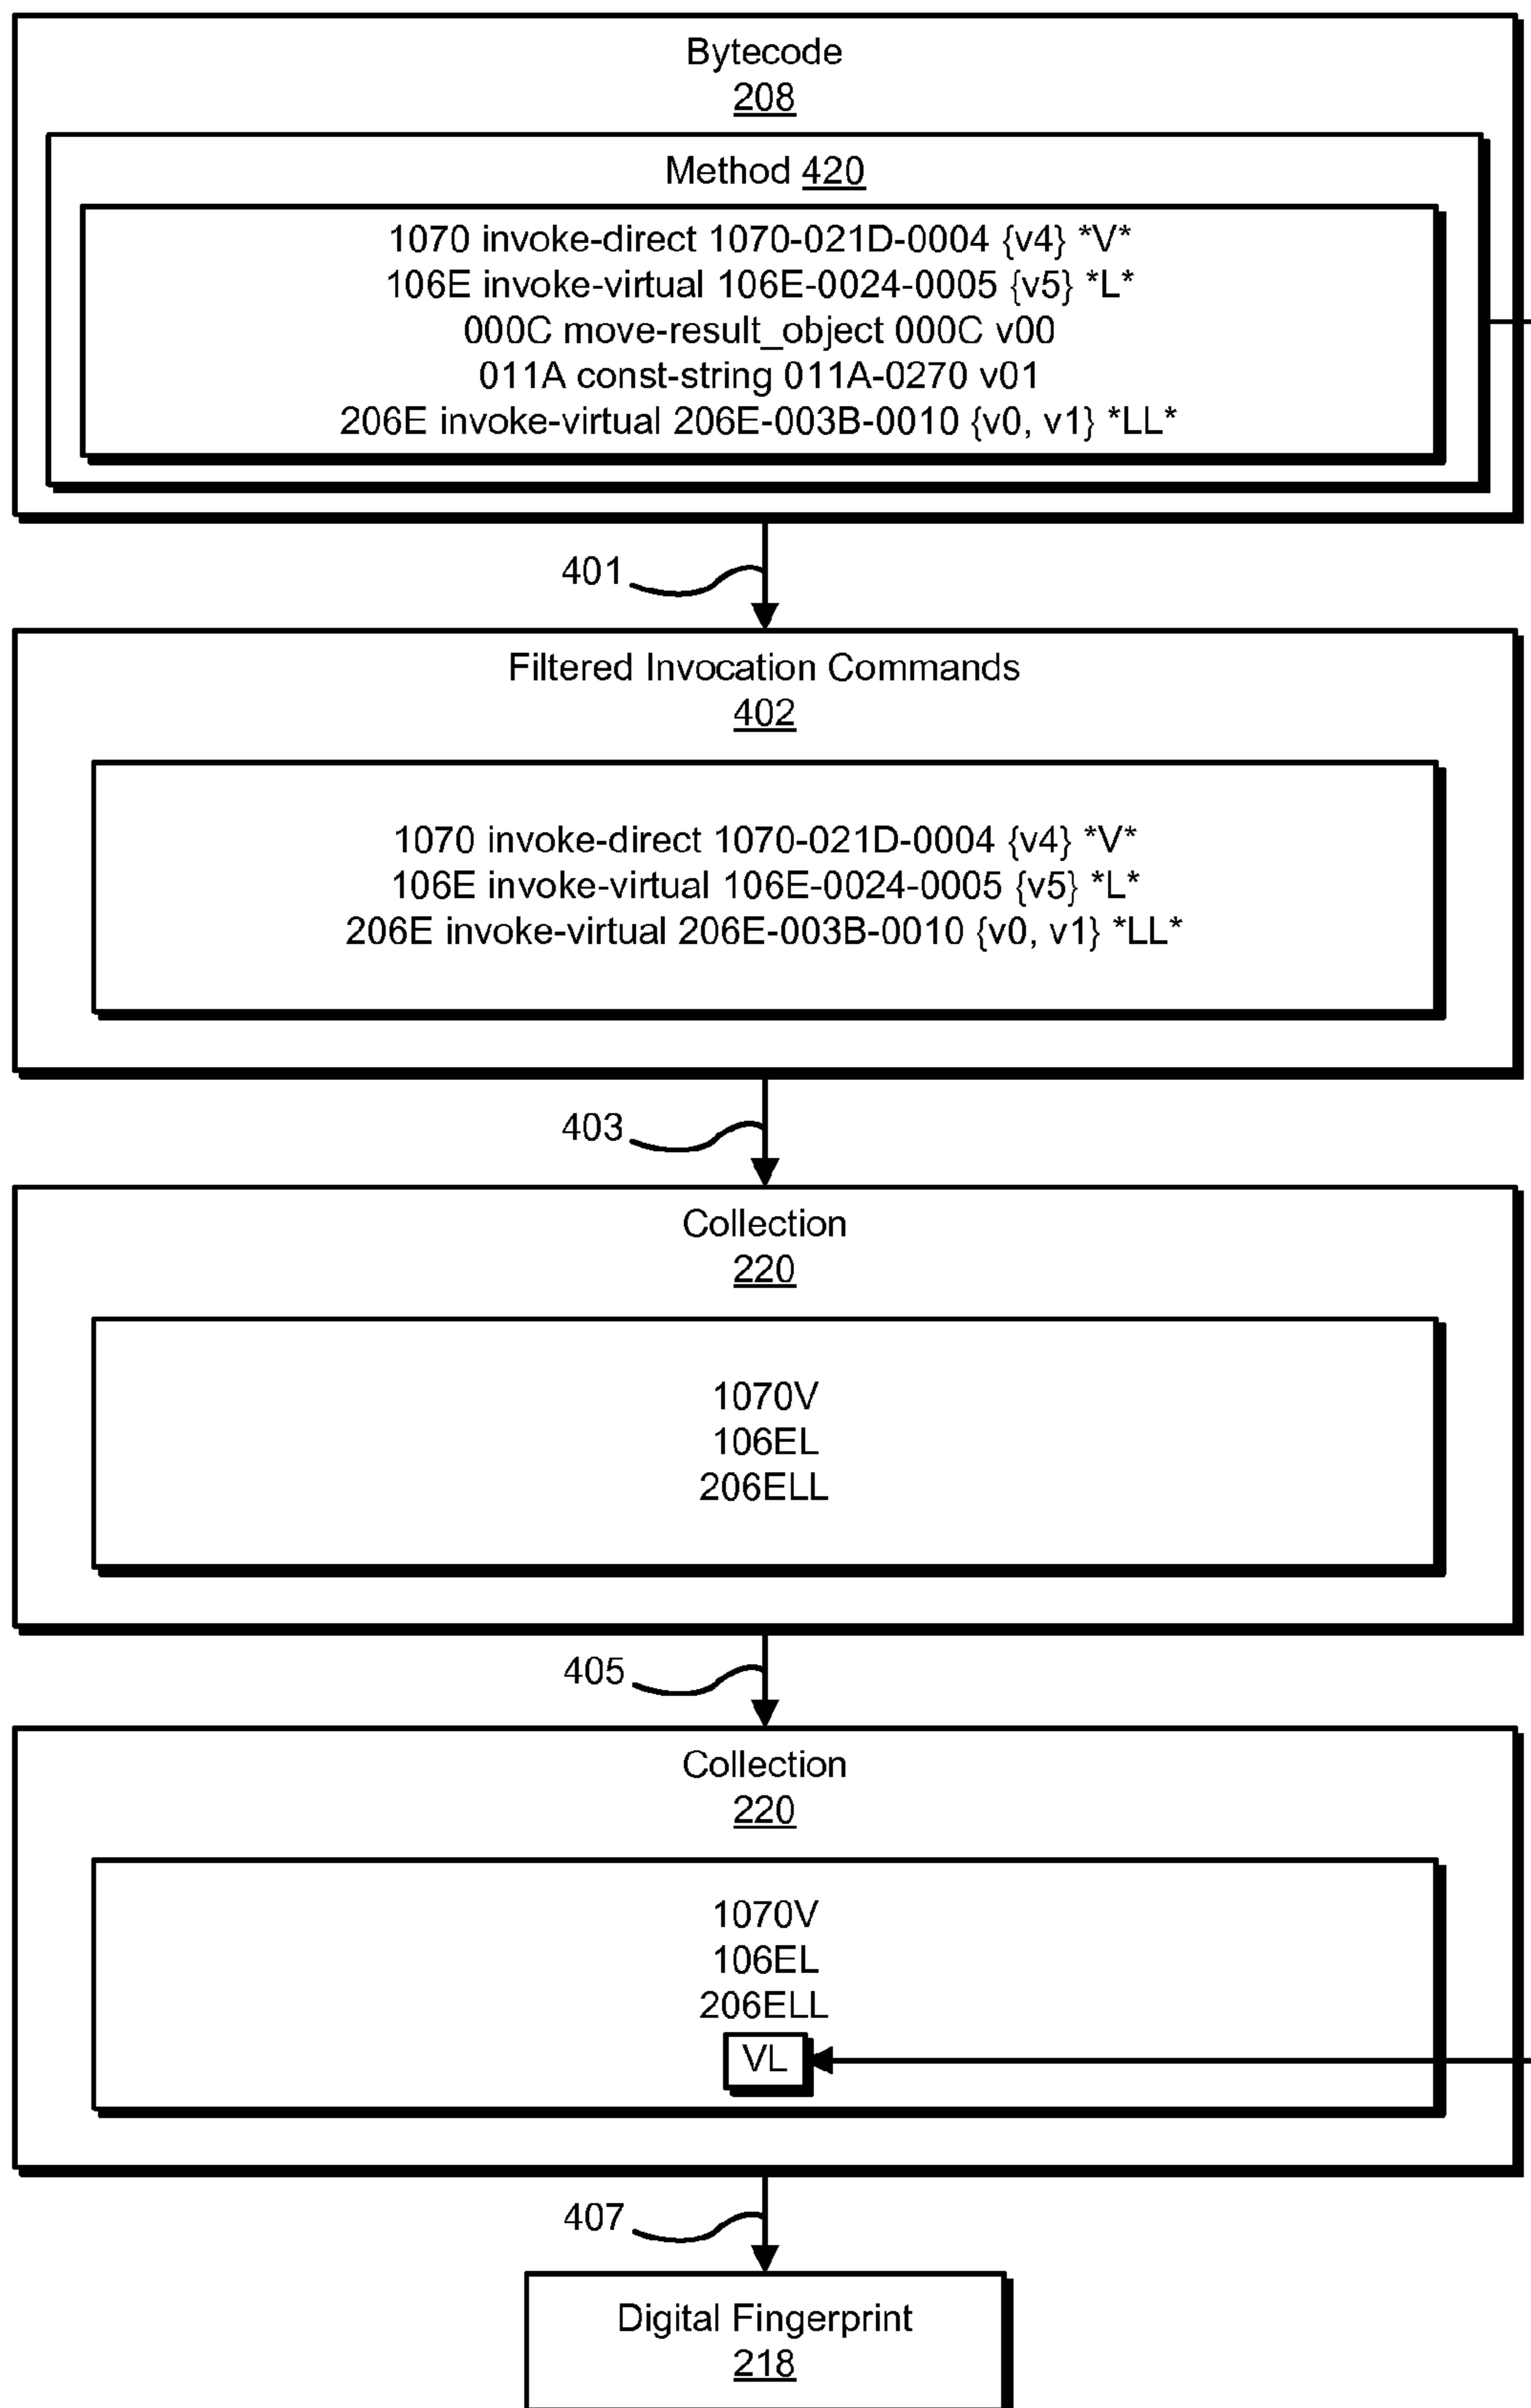 Bytecode
208
Method 420
1070 invoke-direct 1070-021D-0004 {v4} *V*
106E invoke-virtual 106E-0024-0005 {v5} *L*
000C move-result_object 000C v00
011A const-string 011A-0270 v01
206E invoke-virtual 206E-003B-0010 {v0, v1} *LL*
401
Filtered Invocation Commands
402
1070 invoke-direct 1070-021D-0004 {v4} *V*
106E invoke-virtual 106E-0024-0005 {v5} *L*
206E invoke-virtual 206E-003B-0010 {v0, v1} *LL*
403
Collection
220
1070V
106EL
206ELL
405
Collection
220
1070V
106EL
206ELL
VL
407
Digital Fingerprint
218